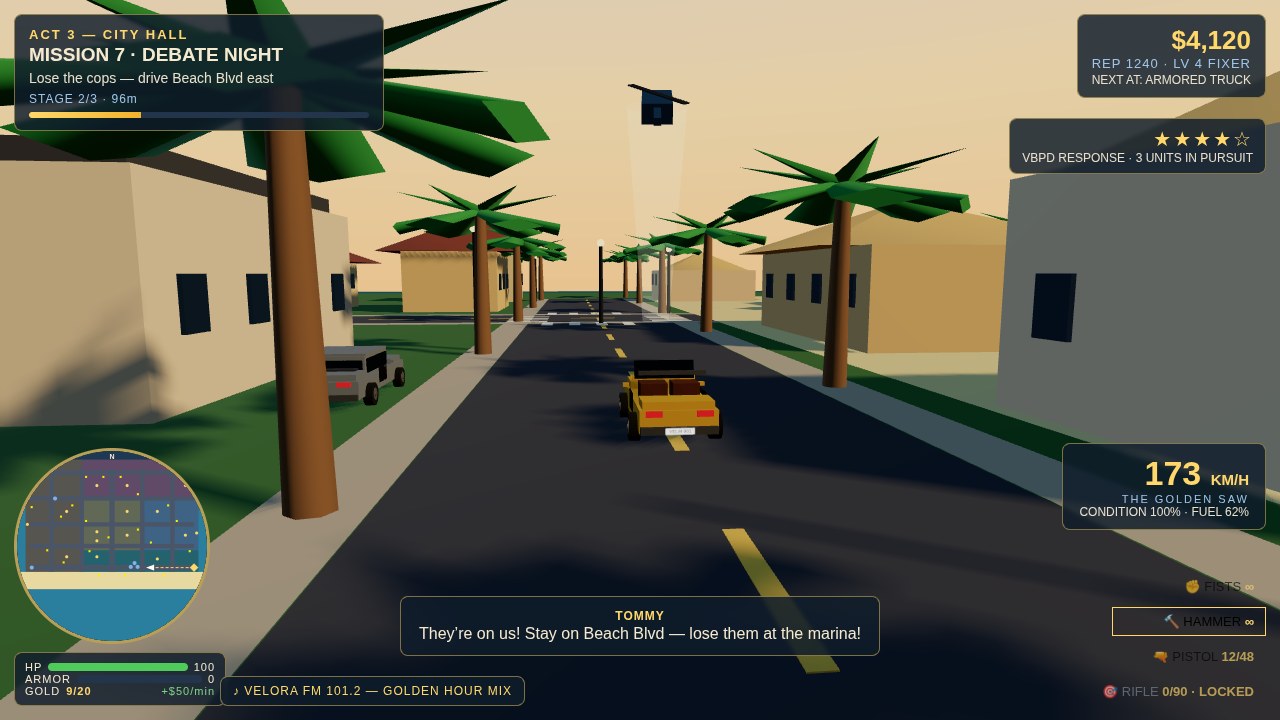 ACT 3 — CITY HALL
MISSION 7 · DEBATE NIGHT
Lose the cops — drive Beach Blvd east
STAGE 2/3 · 96m
$4,120
REP 1240 · LV 4 FIXER
NEXT AT: ARMORED TRUCK
★★★★☆
VBPD RESPONSE · 3 UNITS IN PURSUIT
173 KM/H
THE GOLDEN SAW
CONDITION 100% · FUEL 62%
N
FISTS ∞
HAMMER ∞
PISTOL 12/48
RIFLE 0/90 · LOCKED
TOMMY
They're on us! Stay on Beach Blvd — lose them at the marina!
HP 100
ARMOR 0
GOLD 9/20 +$50/min
♪ VELORA FM 101.2 — GOLDEN HOUR MIX